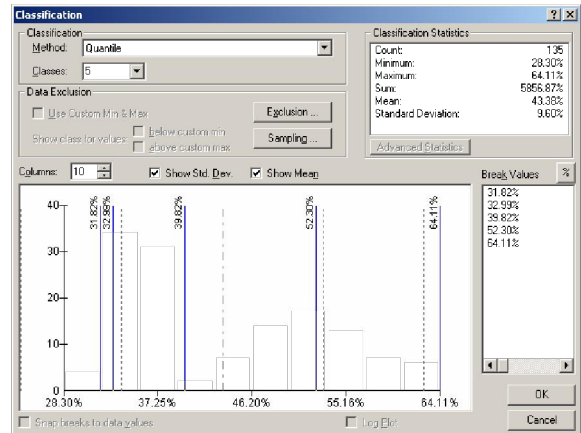 Classification
Classification
Method: Quantile
Classes: 5
Data Exclusion
Use Custom Min & Max
Exclusion ...
Show class for values:
below custom min
above custom max
Sampling ...
Classification Statistics
Count: 135
Minimum: 28.30%
Maximum: 64.11%
Sum: 5856.87%
Mean: 43.38%
Standard Deviation: 9.60%
Advanced Statistics
Columns: 10
Show Std. Dev.
Show Mean
Break Values %
31.82%
32.99%
39.82%
52.30%
64.11%
40
30
20
10
0
31.82%
32.99%
39.82%
52.30%
64.11%
28.30% 37.25% 46.20% 55.16% 64.11%
Snap breaks to data values
Log Plot
OK
Cancel